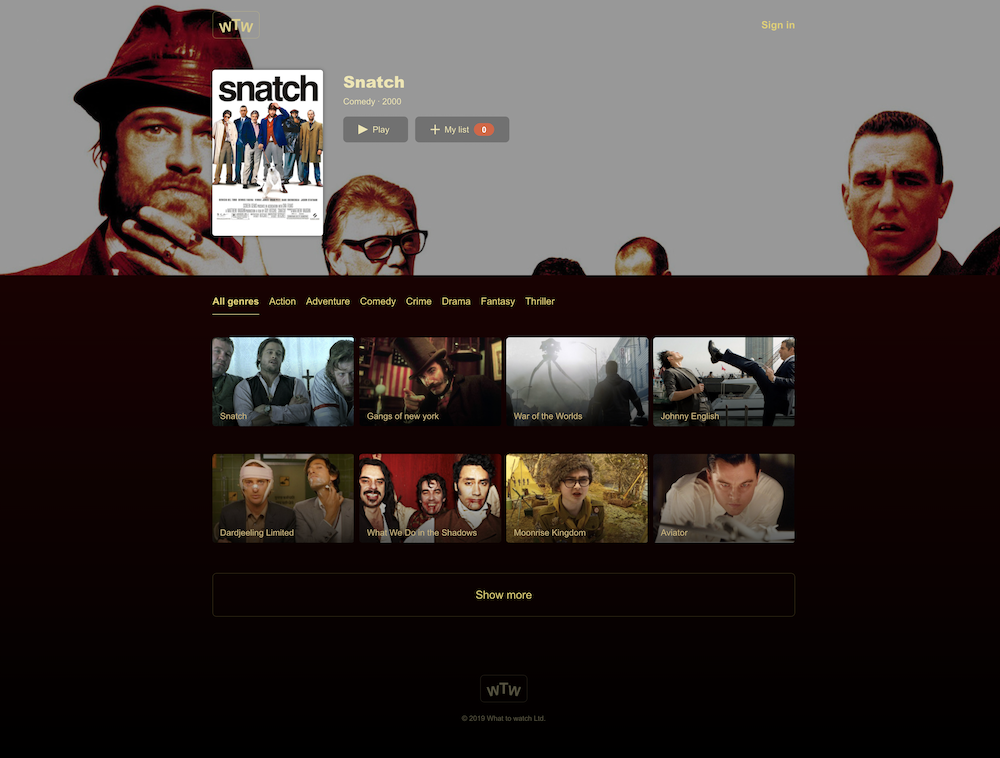 WTW
Sign in
snatch
Snatch
Comedy · 2000
Play
My list 0
All genres Action Adventure Comedy Crime Drama Fantasy Thriller
Snatch Gangs of new york War of the Worlds Johnny English
Dardjeeling Limited What We Do in the Shadows Moonrise Kingdom Aviator
Show more
WTW
© 2019 What to watch Ltd.